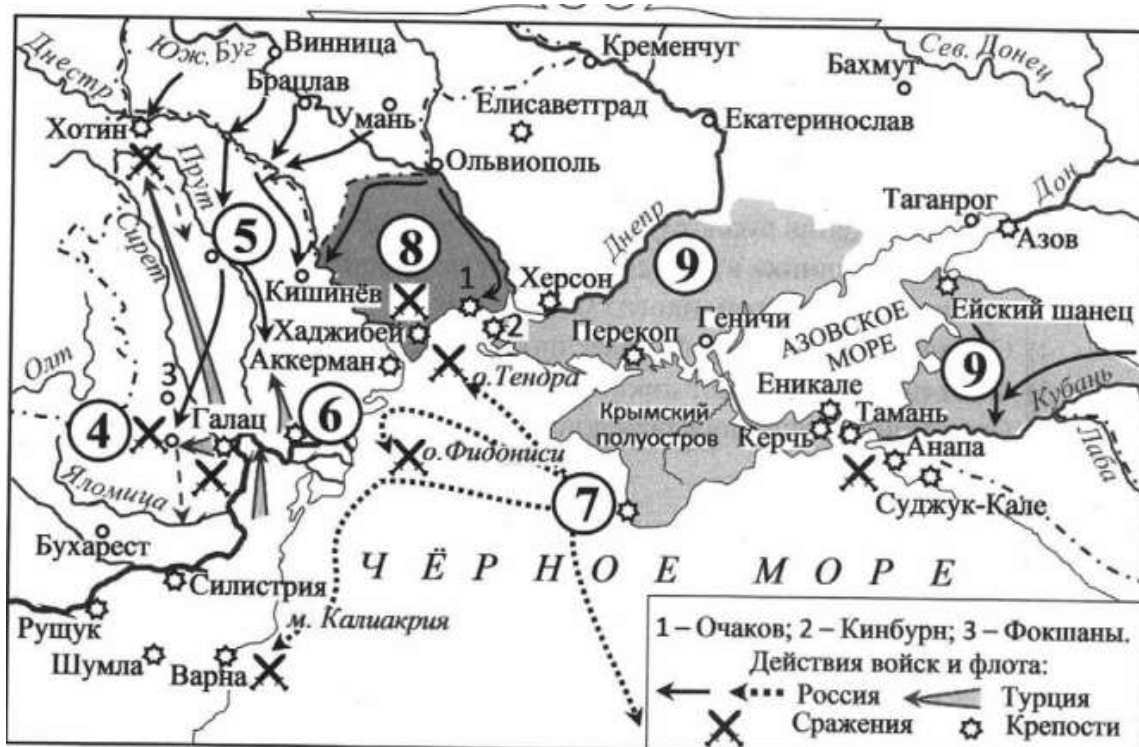 Днестр
Юж. Буг
Винница
Кременчуг
Сев. Донец
Бахмут
Брацлав
Умань
Елисаветград
Екатеринослав
Хотин
Ольвиополь
Прут
Сирет
Днепр
Дон
Таганрог
Азов
5
8
9
1
Херсон
Кишинёв
2
Хаджибей
Перекоп
Геничи
АЗОВСКОЕ
МОРЕ
Ейский шанец
Аккерман
о.Тендра
Еникале
9
Кубань
Олт
3
4
Галац
6
Крымский
полуостров
Керчь
Тамань
Анапа
Лаба
о.Фидониси
Яломица
7
Суджук-Кале
Бухарест
ЧЁРНОЕ МОРЕ
Силистрия
Рущук
м. Калиакрия
Шумла
Варна
1 – Очаков; 2 – Кинбурн; 3 – Фокшаны.
Действия войск и флота:
Россия
Турция
Сражения
Крепости